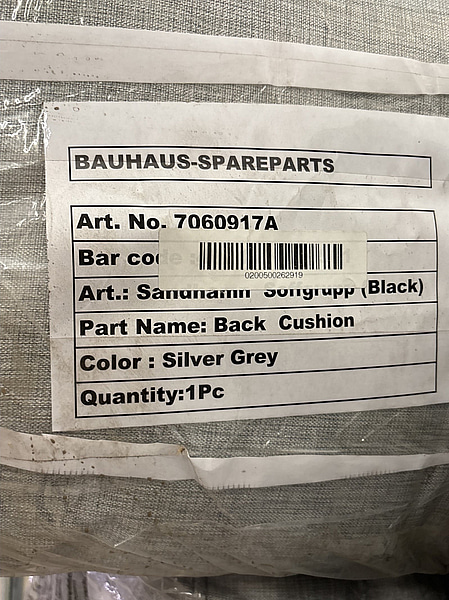 BAUHAUS-SPAREPARTS
Art. No. 7060917A
Bar code :
0200500262919
Art.: Sandhamn Soffgrupp (Black)
Part Name: Back Cushion
Color : Silver Grey
Quantity:1Pc